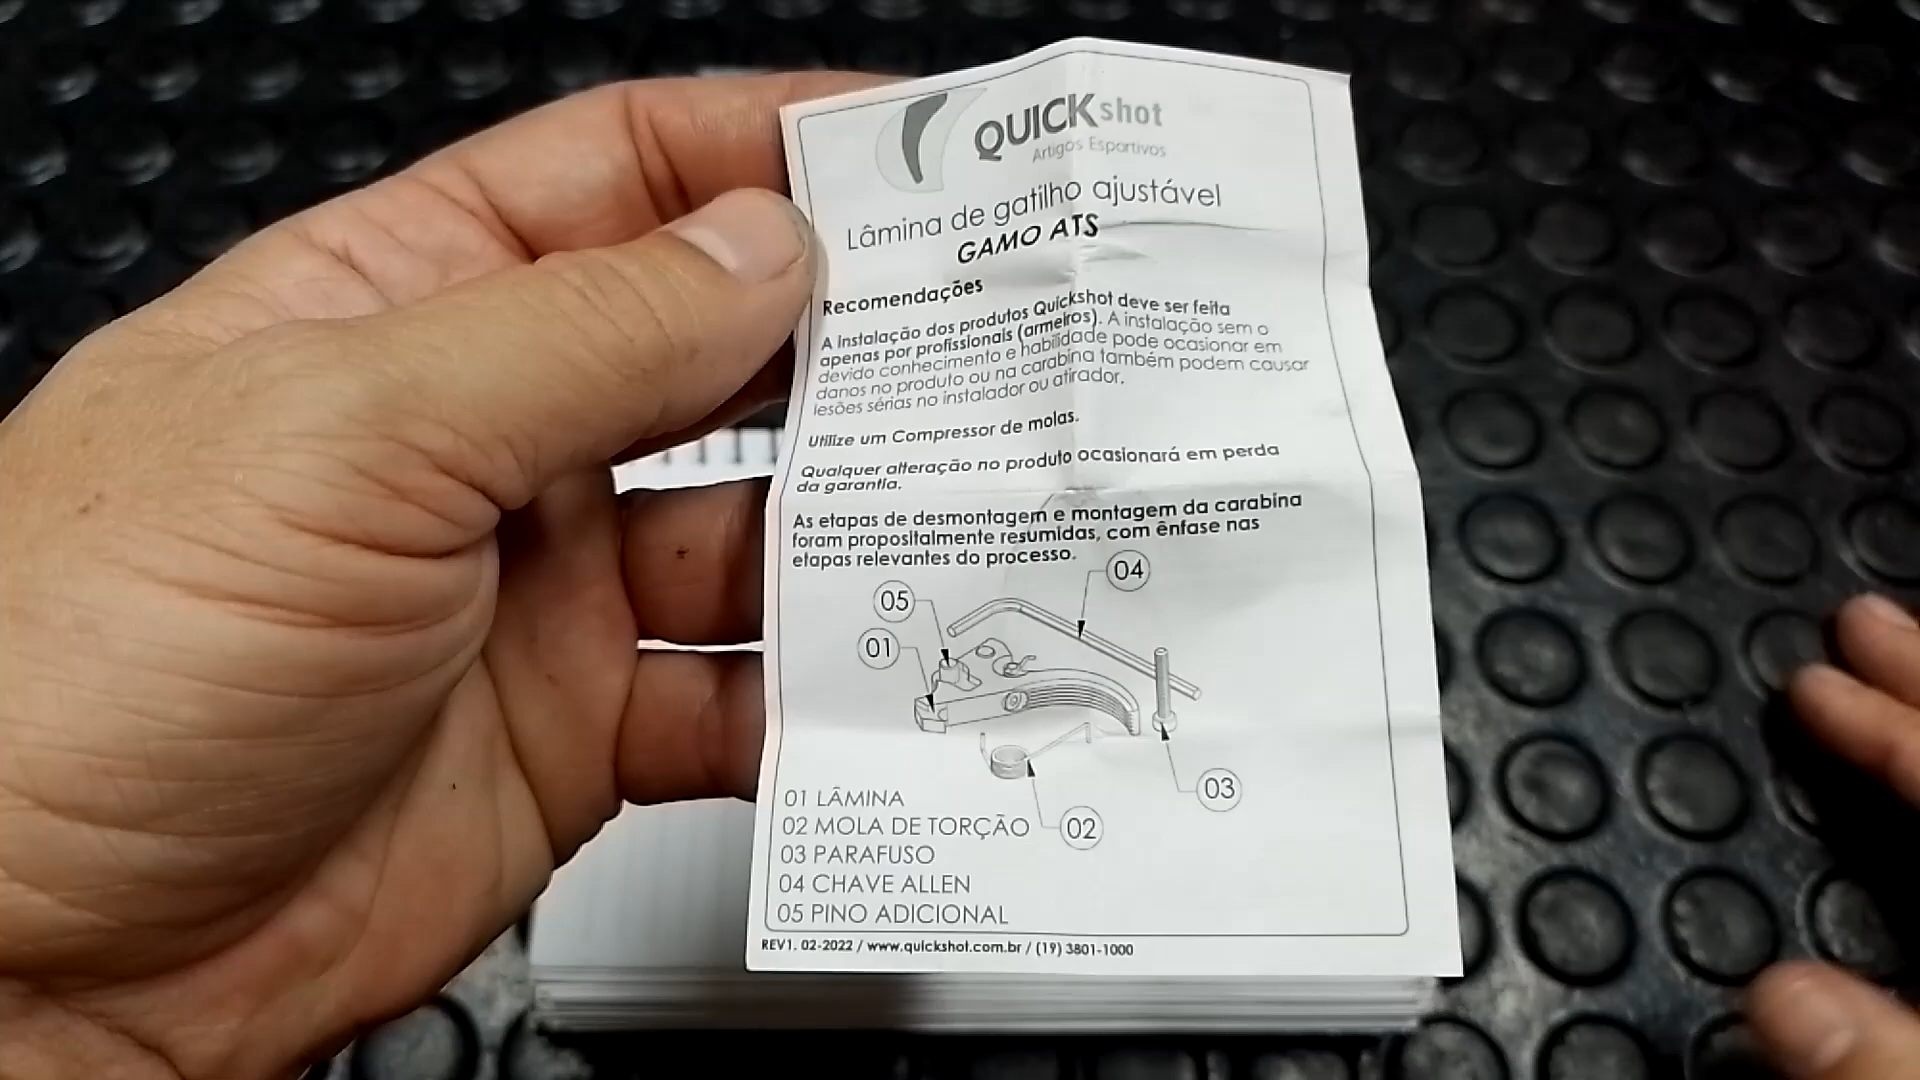 QUICKshot
Artigos Esportivos
Lâmina de gatilho ajustável
GAMO ATS
Recomendações
A instalação dos produtos Quickshot deve ser feita
apenas por profissionais (armeiros). A instalação sem o
devido conhecimento e habilidade pode ocasionar em
danos no produto ou na carabina também podem causar
lesões sérias no instalador ou atirador.
Utilize um Compressor de molas.
Qualquer alteração no produto ocasionará em perda
da garantia.
As etapas de desmontagem e montagem da carabina
foram propositalmente resumidas, com ênfase nas
etapas relevantes do processo.
04
05
01
03
02
01 LÂMINA
02 MOLA DE TORÇÃO
03 PARAFUSO
04 CHAVE ALLEN
05 PINO ADICIONAL
REV1. 02-2022 / www.quickshot.com.br / (19) 3801-1000